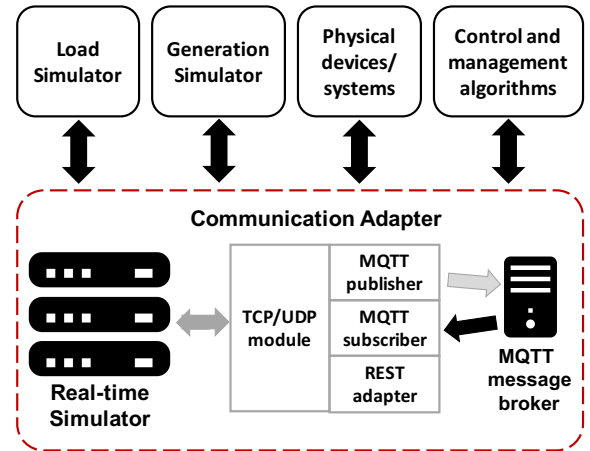 Load
Simulator
Generation
Simulator
Physical
devices/
systems
Control and
management
algorithms
Communication Adapter
TCP/UDP
module
MQTT
publisher
MQTT
subscriber
REST
adapter
Real-time
Simulator
MQTT
message
broker